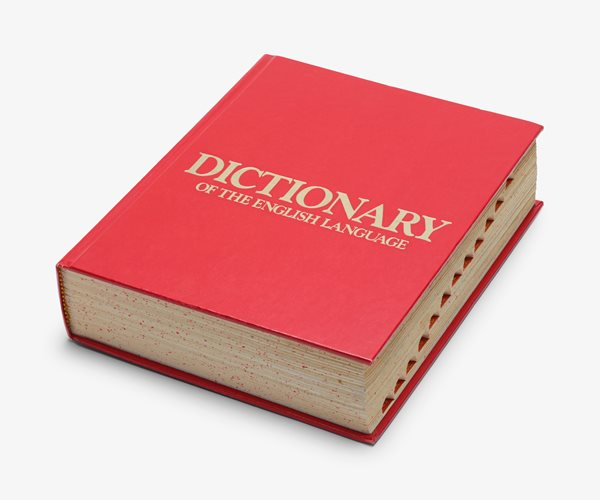 DICTIONARY
OF THE ENGLISH LANGUAGE